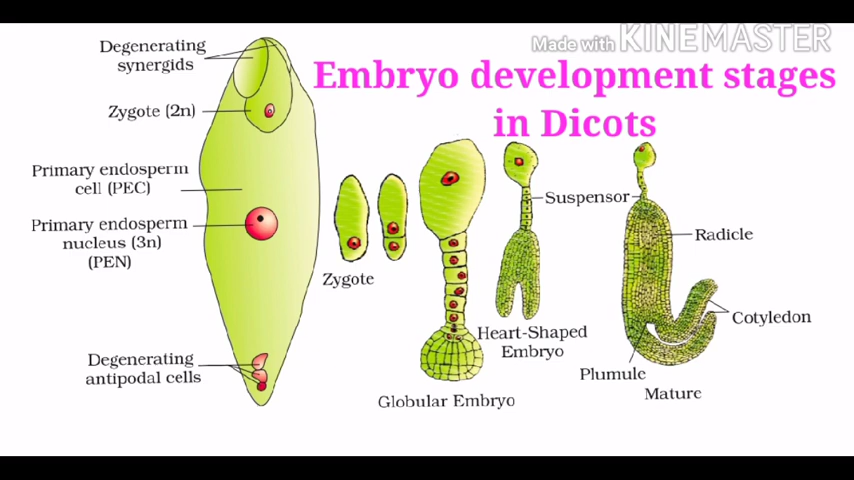 Made with KINEMASTER
Embryo development stages
in Dicots
Degenerating
synergids
Zygote (2n)
Primary endosperm
cell (PEC)
Primary endosperm
nucleus (3n)
(PEN)
Degenerating
antipodal cells
Zygote
Globular Embryo
Heart-Shaped
Embryo
Suspensor
Radicle
Cotyledon
Plumule
Mature